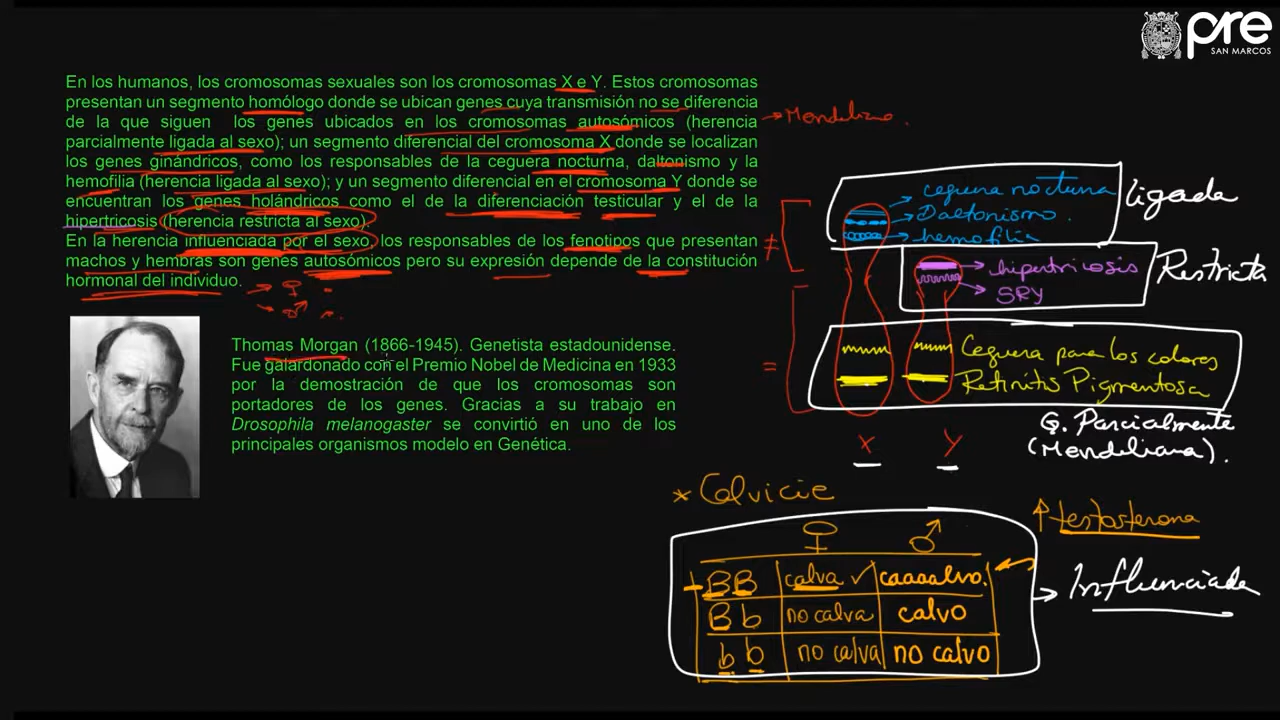 pre
SAN MARCOS
En los humanos, los cromosomas sexuales son los cromosomas X e Y. Estos cromosomas
presentan un segmento homólogo donde se ubican genes cuya transmisión no se diferencia
de la que siguen los genes ubicados en los cromosomas autosómicos (herencia
parcialmente ligada al sexo); un segmento diferencial del cromosoma X donde se localizan
los genes ginándricos, como los responsables de la ceguera nocturna, daltonismo y la
hemofilia (herencia ligada al sexo); y un segmento diferencial en el cromosoma Y donde se
encuentran los genes holándricos como el de la diferenciación testicular y el de la
hipertricosis (herencia restricta al sexo).
En la herencia influenciada por el sexo, los responsables de los fenotipos que presentan
machos y hembras son genes autosómicos pero su expresión depende de la constitución
hormonal del individuo.
→ ♀
→ ♂
Thomas Morgan (1866-1945). Genetista estadounidense.
Fue galardonado con el Premio Nobel de Medicina en 1933
por la demostración de que los cromosomas son
portadores de los genes. Gracias a su trabajo en
Drosophila melanogaster se convirtió en uno de los
principales organismos modelo en Genética.
→ Mendeliana.
ceguera nocturna
Daltonismo.
hemofilia
ligada
≠
hipertricosis
SRY
Restricta
=
Ceguera para los colores
Retinitis Pigmentosa
X Y
Parcialmente
(Mendeliana).
* Calvicie
↑ testosterona
♀ ♂
BB calva ✓ caaaalvo.
Bb no calva calvo
bb no calva no calvo
→ Influenciada